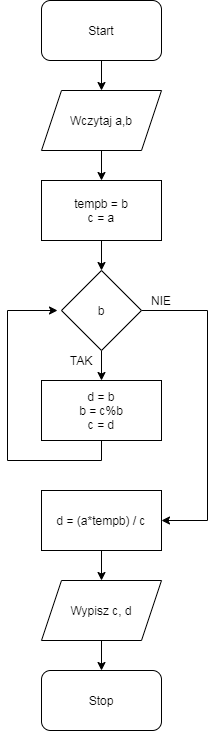 Start
Wczytaj a,b
tempb = b
c = a
b
NIE
TAK
d = b
b = c%b
c = d
d = (a*tempb) / c
Wypisz c, d
Stop